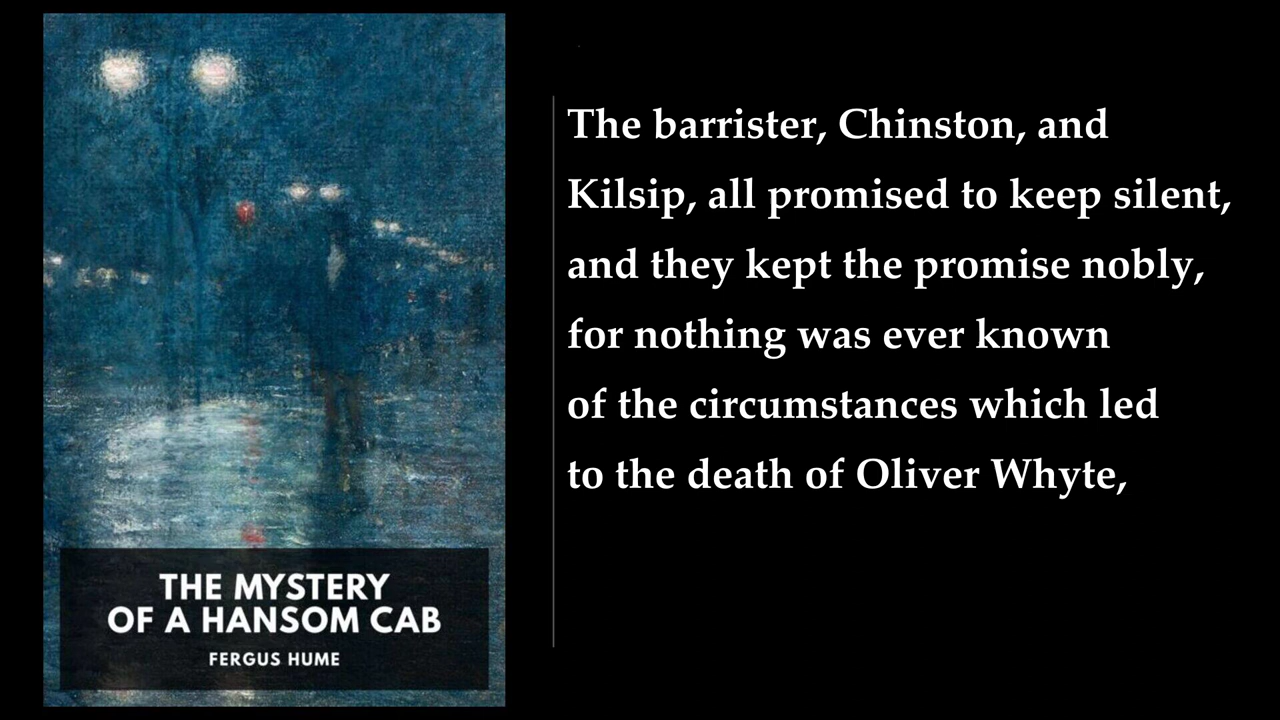 The barrister, Chinston, and
Kilsip, all promised to keep silent,
and they kept the promise nobly,
for nothing was ever known
of the circumstances which led
to the death of Oliver Whyte,
THE MYSTERY
OF A HANSOM CAB
FERGUS HUME